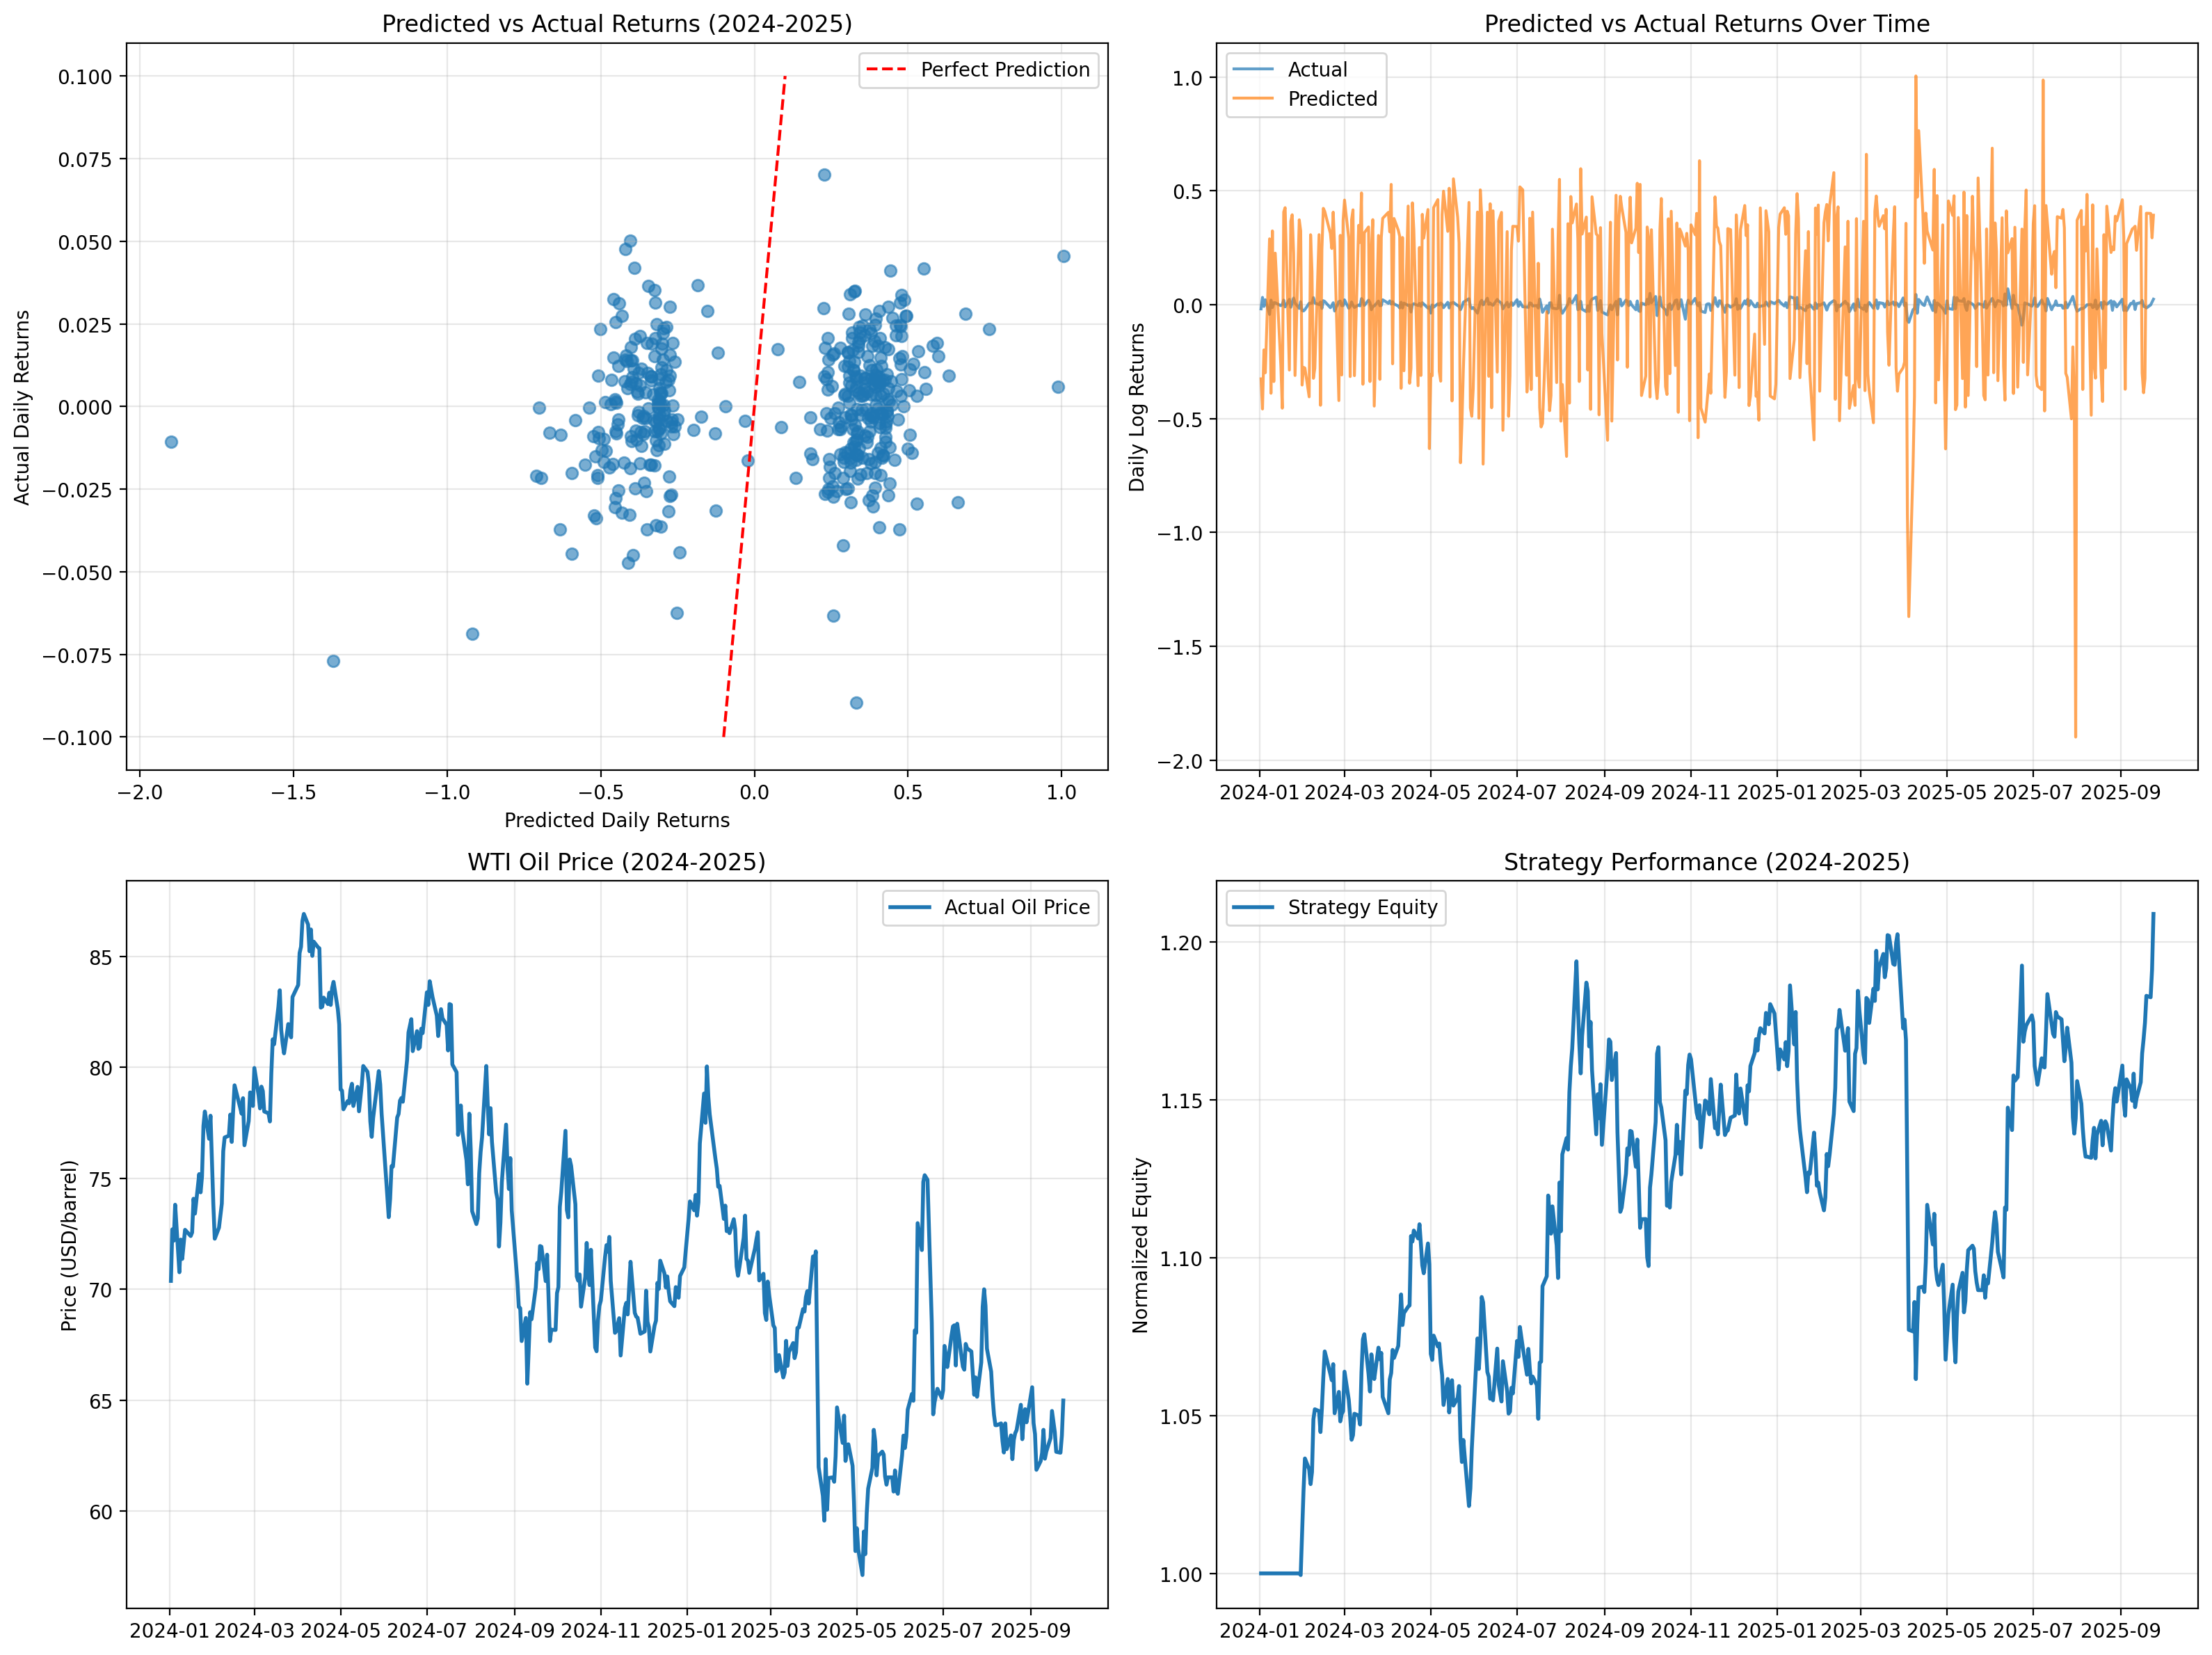 Predicted vs Actual Returns (2024-2025)
Perfect Prediction
Actual Daily Returns
0.100
0.075
0.050
0.025
0.000
−0.025
−0.050
−0.075
−0.100
−2.0 −1.5 −1.0 −0.5 0.0 0.5 1.0
Predicted Daily Returns
Predicted vs Actual Returns Over Time
Actual
Predicted
Daily Log Returns
1.0
0.5
0.0
−0.5
−1.0
−1.5
−2.0
2024-01 2024-03 2024-05 2024-07 2024-09 2024-11 2025-01 2025-03 2025-05 2025-07 2025-09
WTI Oil Price (2024-2025)
Actual Oil Price
Price (USD/barrel)
85
80
75
70
65
60
2024-01 2024-03 2024-05 2024-07 2024-09 2024-11 2025-01 2025-03 2025-05 2025-07 2025-09
Strategy Performance (2024-2025)
Strategy Equity
Normalized Equity
1.20
1.15
1.10
1.05
1.00
2024-01 2024-03 2024-05 2024-07 2024-09 2024-11 2025-01 2025-03 2025-05 2025-07 2025-09